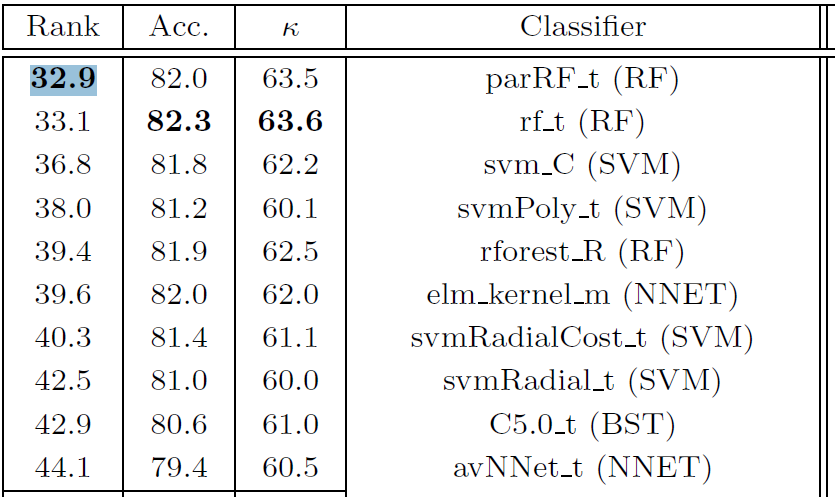 Rank Acc. κ Classifier
32.9 82.0 63.5 parRF_t (RF)
33.1 82.3 63.6 rf_t (RF)
36.8 81.8 62.2 svm_C (SVM)
38.0 81.2 60.1 svmPoly_t (SVM)
39.4 81.9 62.5 rforest_R (RF)
39.6 82.0 62.0 elm_kernel_m (NNET)
40.3 81.4 61.1 svmRadialCost_t (SVM)
42.5 81.0 60.0 svmRadial_t (SVM)
42.9 80.6 61.0 C5.0_t (BST)
44.1 79.4 60.5 avNNet_t (NNET)